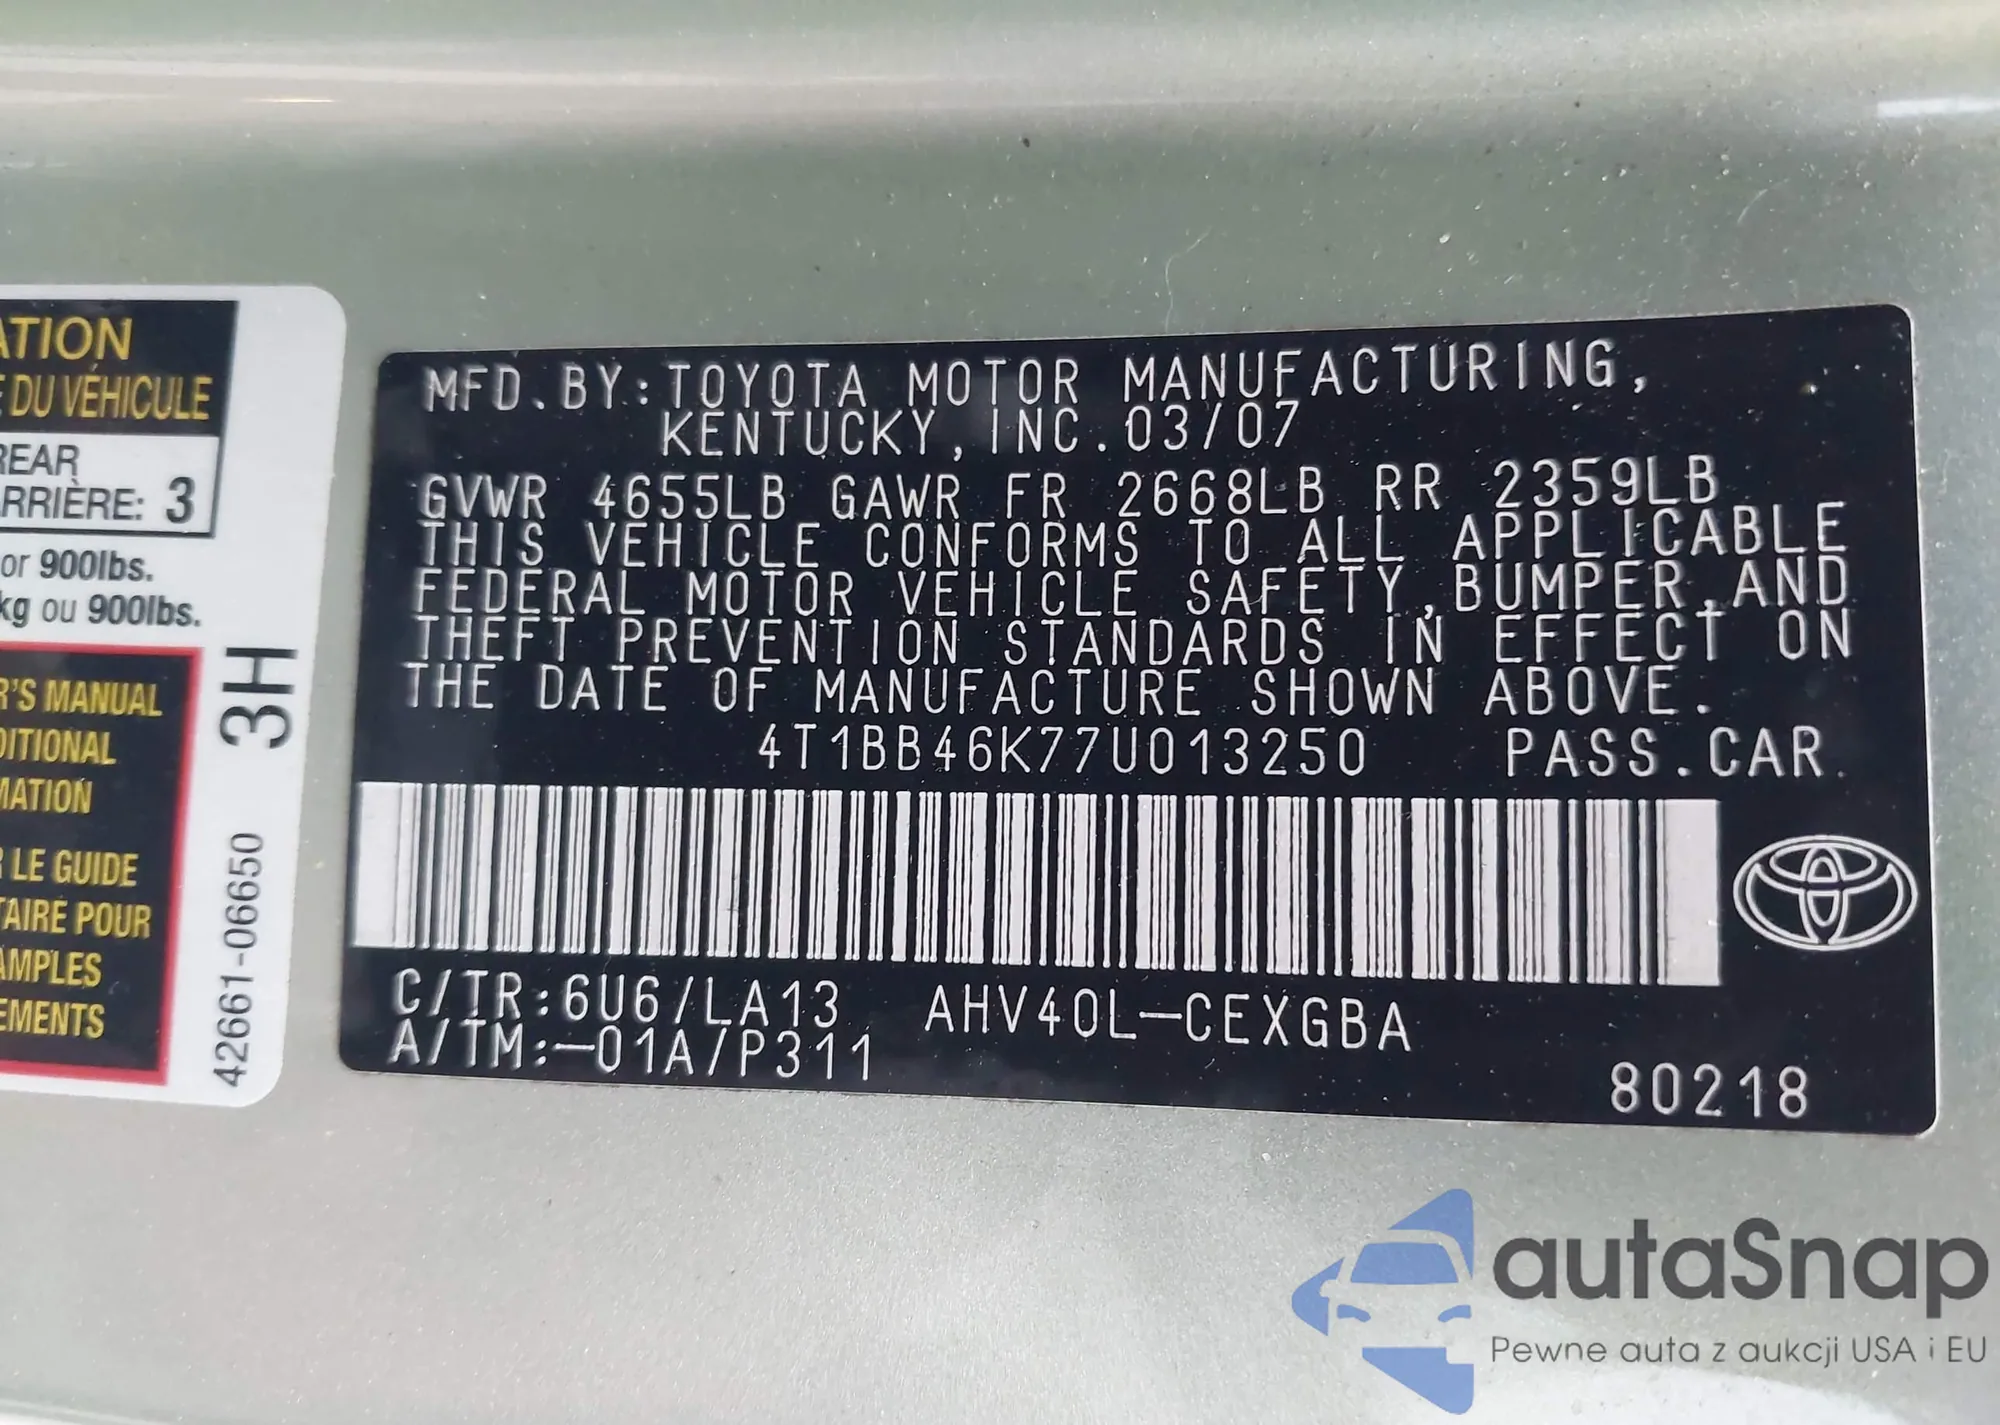 ATION
E DU VÉHICULE
REAR
ARRIÈRE: 3
or 900lbs.
kg ou 900lbs.
R'S MANUAL
DITIONAL
MATION
R LE GUIDE
TAIRE POUR
AMPLES
EMENTS
3H
42661-06650
MFD.BY:TOYOTA MOTOR MANUFACTURING,
KENTUCKY,INC.03/07
GVWR 4655LB GAWR FR 2668LB RR 2359LB
THIS VEHICLE CONFORMS TO ALL APPLICABLE
FEDERAL MOTOR VEHICLE SAFETY,BUMPER,AND
THEFT PREVENTION STANDARDS IN EFFECT ON
THE DATE OF MANUFACTURE SHOWN ABOVE.
4T1BB46K77U013250 PASS.CAR
C/TR:6U6/LA13 AHV40L-CEXGBA
A/TM:-01A/P311
80218
autaSnap
Pewne auta z aukcji USA i EU